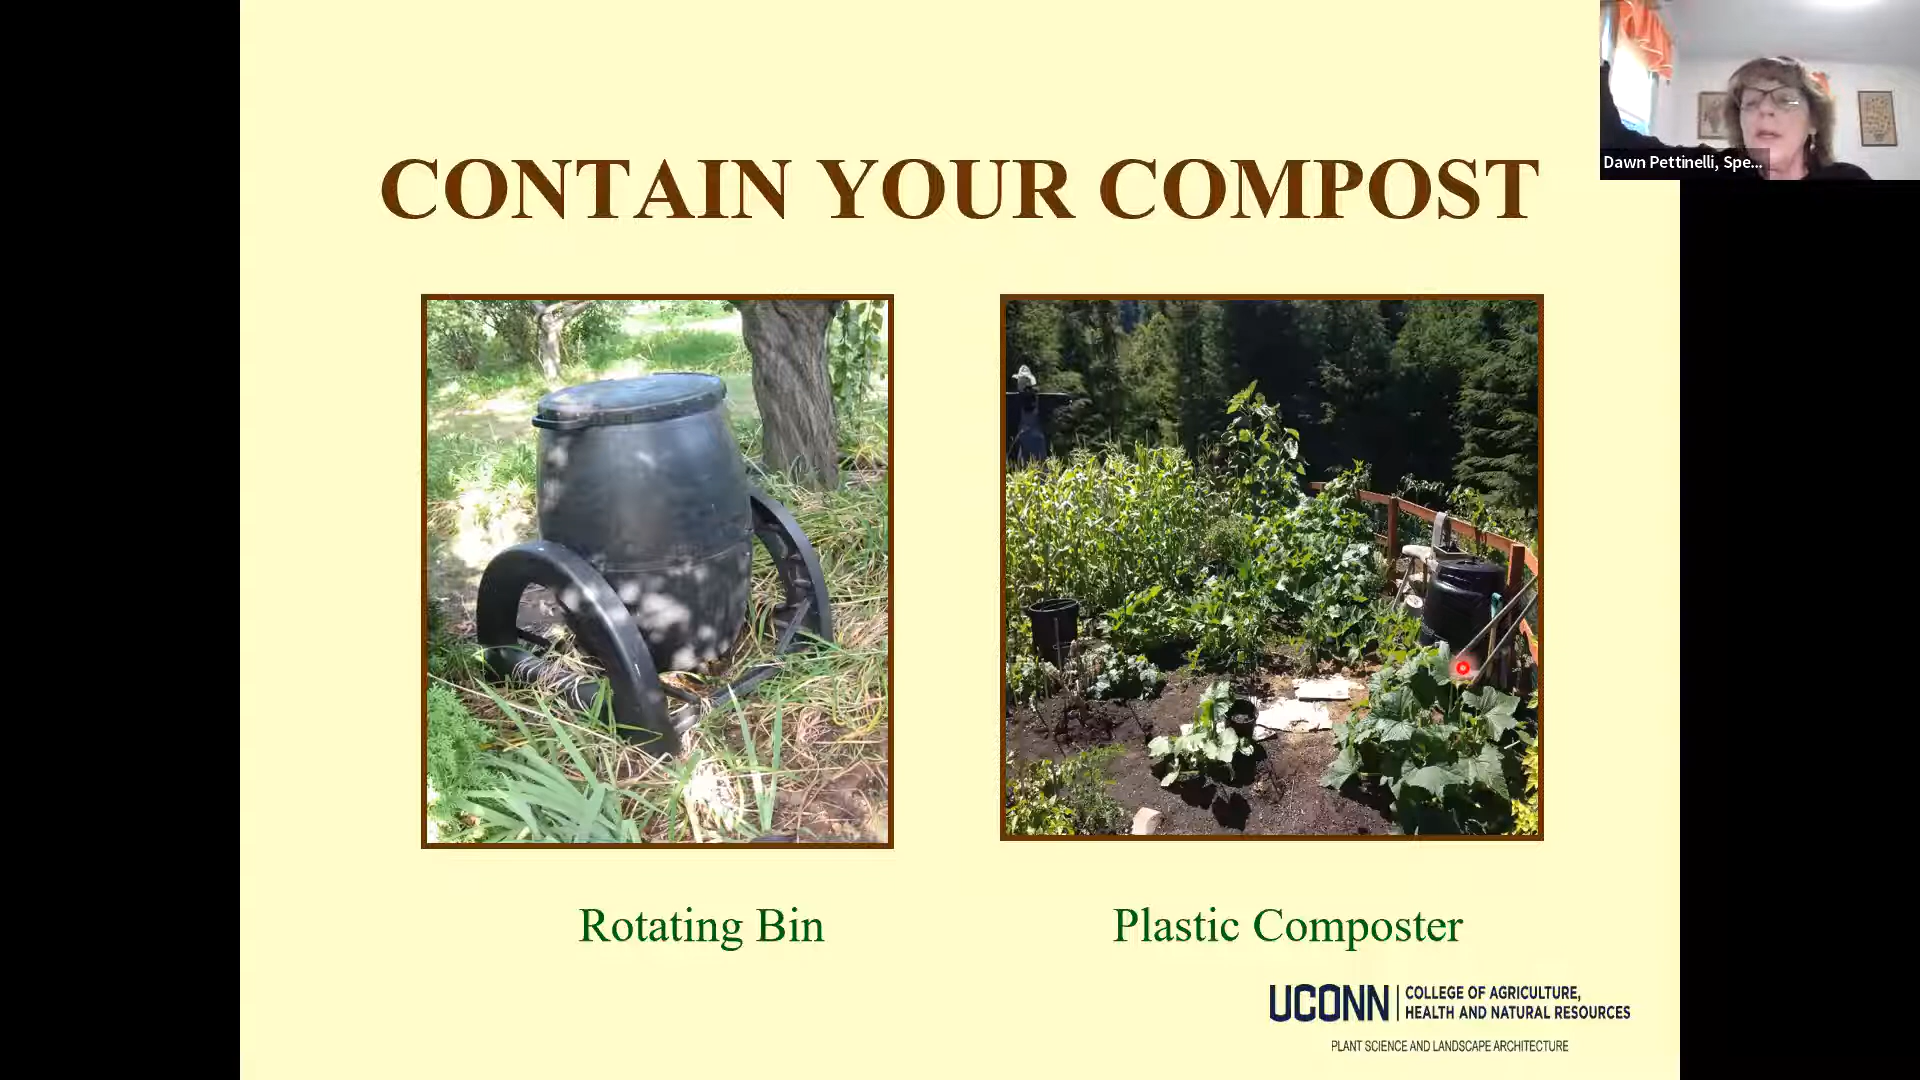 CONTAIN YOUR COMPOST
Dawn Pettinelli, Spe...
Rotating Bin
Plastic Composter
UCONN
COLLEGE OF AGRICULTURE,
HEALTH AND NATURAL RESOURCES
PLANT SCIENCE AND LANDSCAPE ARCHITECTURE